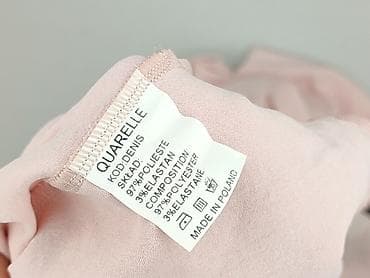 QUARELLE
KOD:DENIS
SKŁAD:
97%POLIESTE
3%ELASTAN
COMPOSITION:
97%POLYESTER
3%ELASTANE
MADE IN POLAND